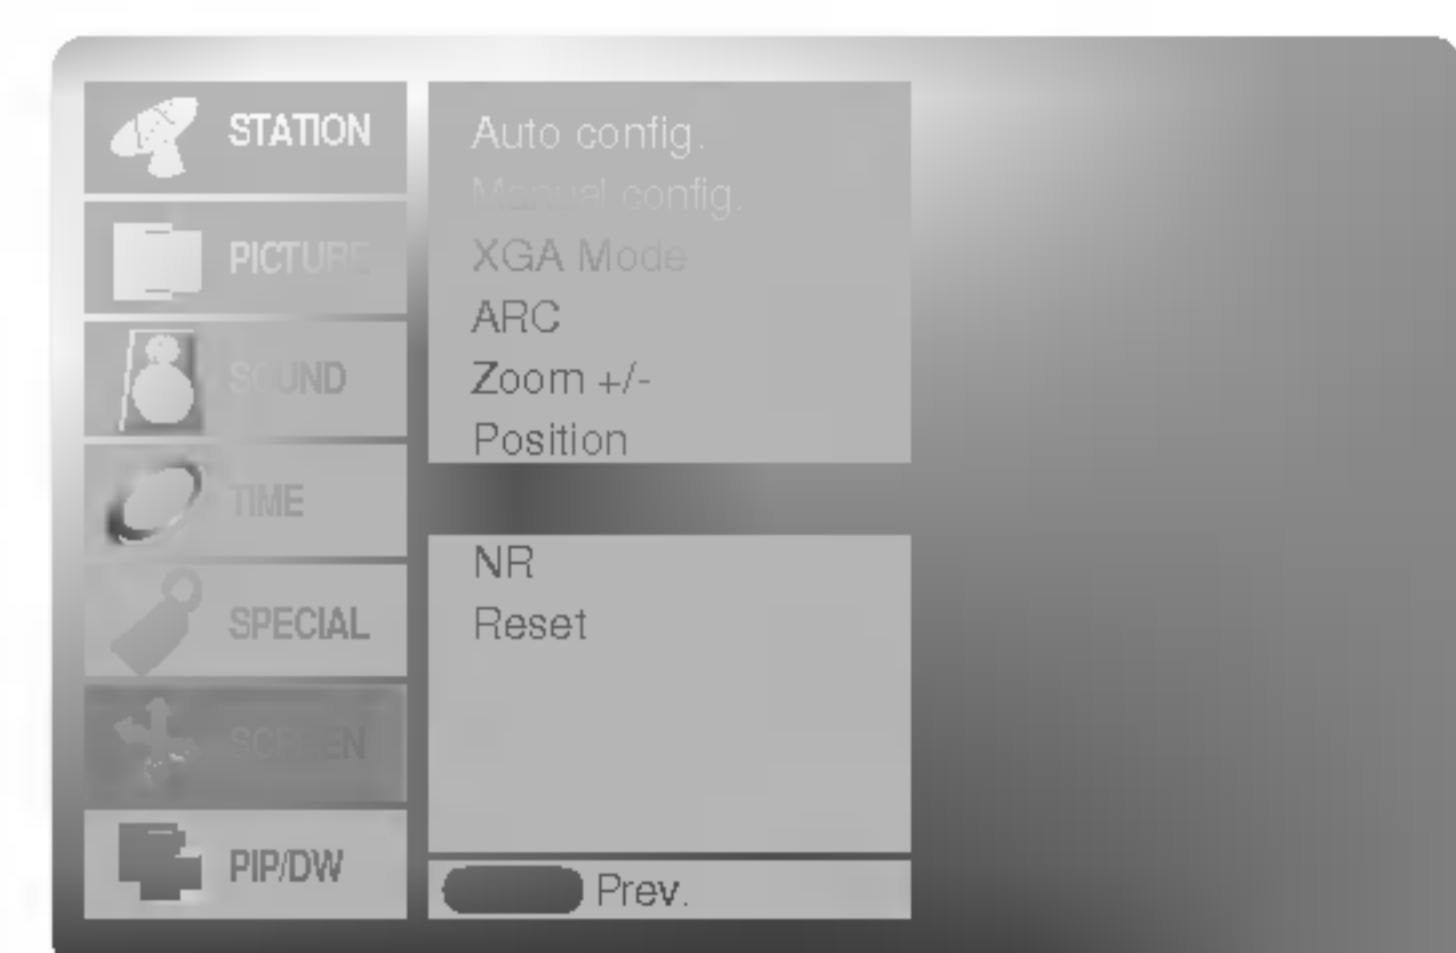 STATION
PICTURE
SOUND
TIME
SPECIAL
SCREEN
PIP/DW
Auto config.
Manual config.
XGA Mode
ARC
Zoom +/-
Position
NR
Reset
Prev.